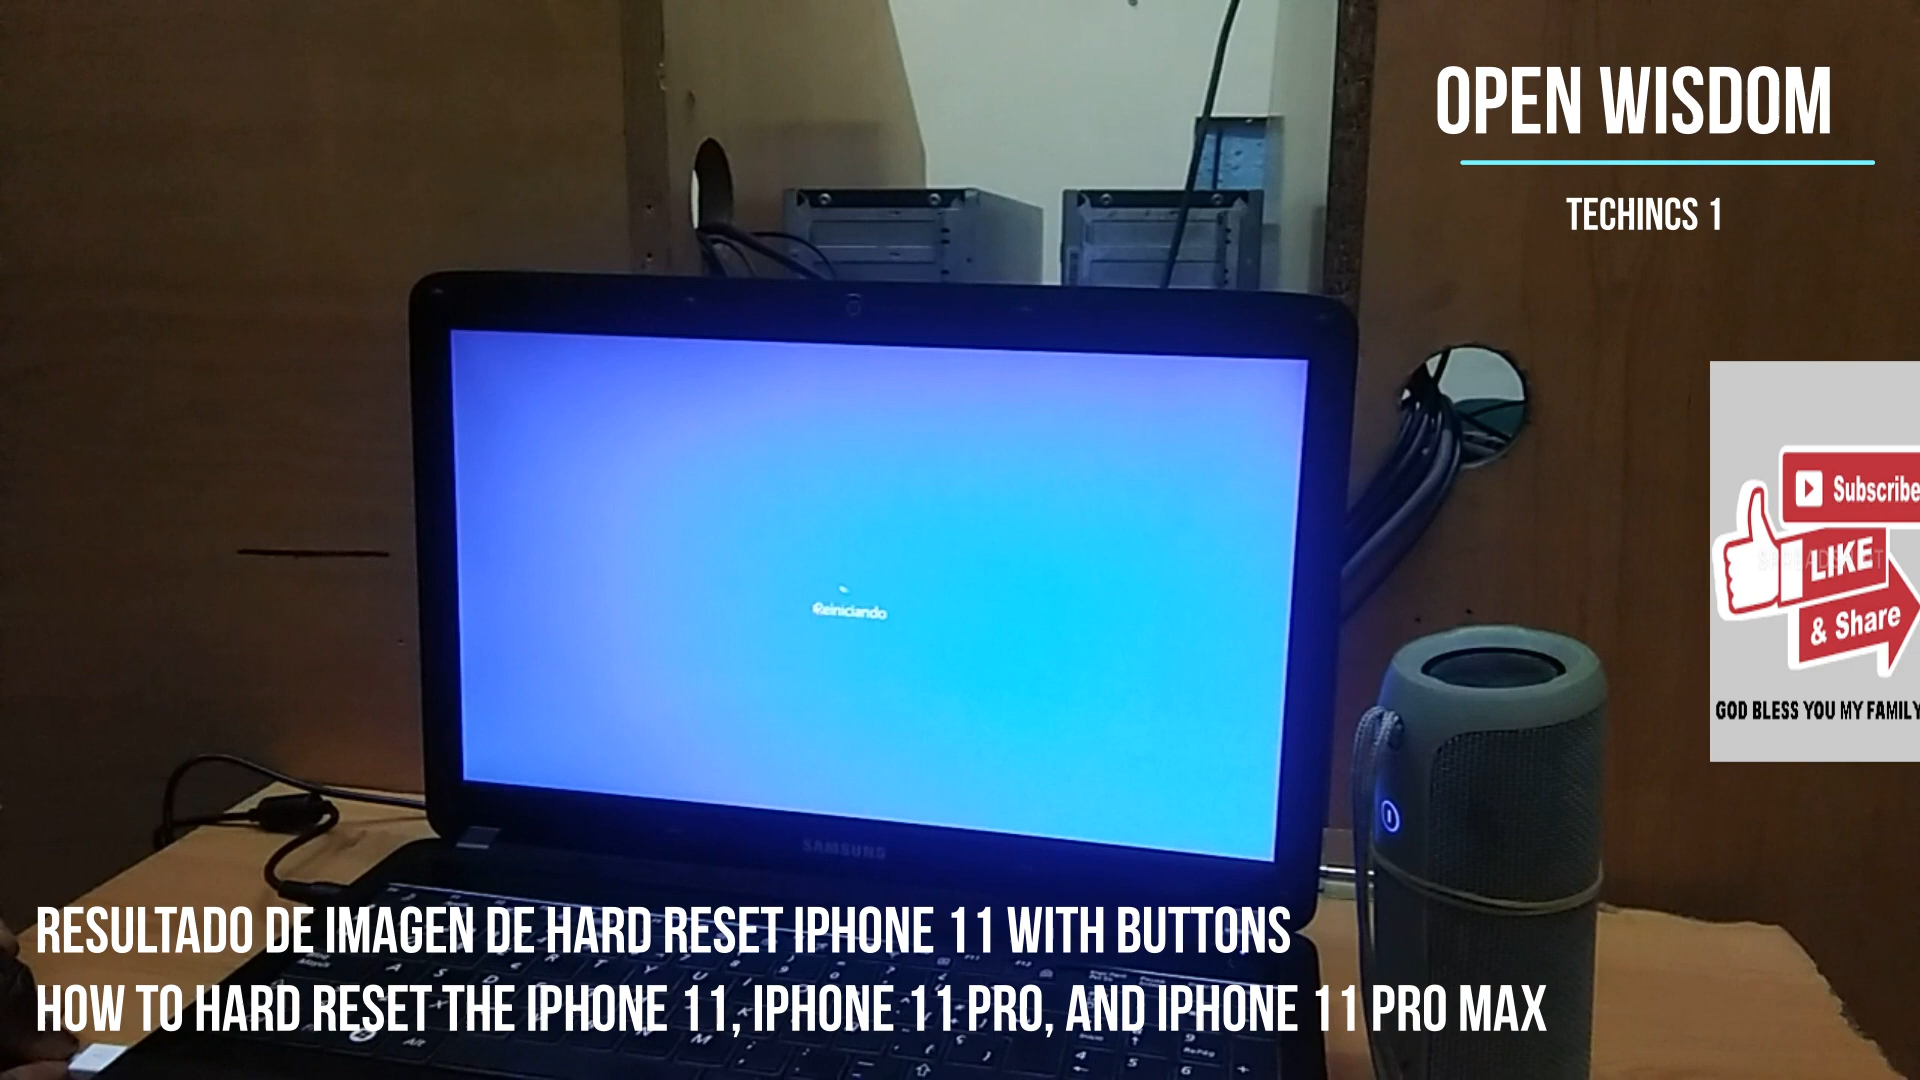 OPEN WISDOM
TECHINCS 1
Reiniciando
Subscribe
LIKE
& Share
GOD BLESS YOU MY FAMILY
SAMSUNG
RESULTADO DE IMAGEN DE HARD RESET IPHONE 11 WITH BUTTONS
HOW TO HARD RESET THE IPHONE 11, IPHONE 11 PRO, AND IPHONE 11 PRO MAX